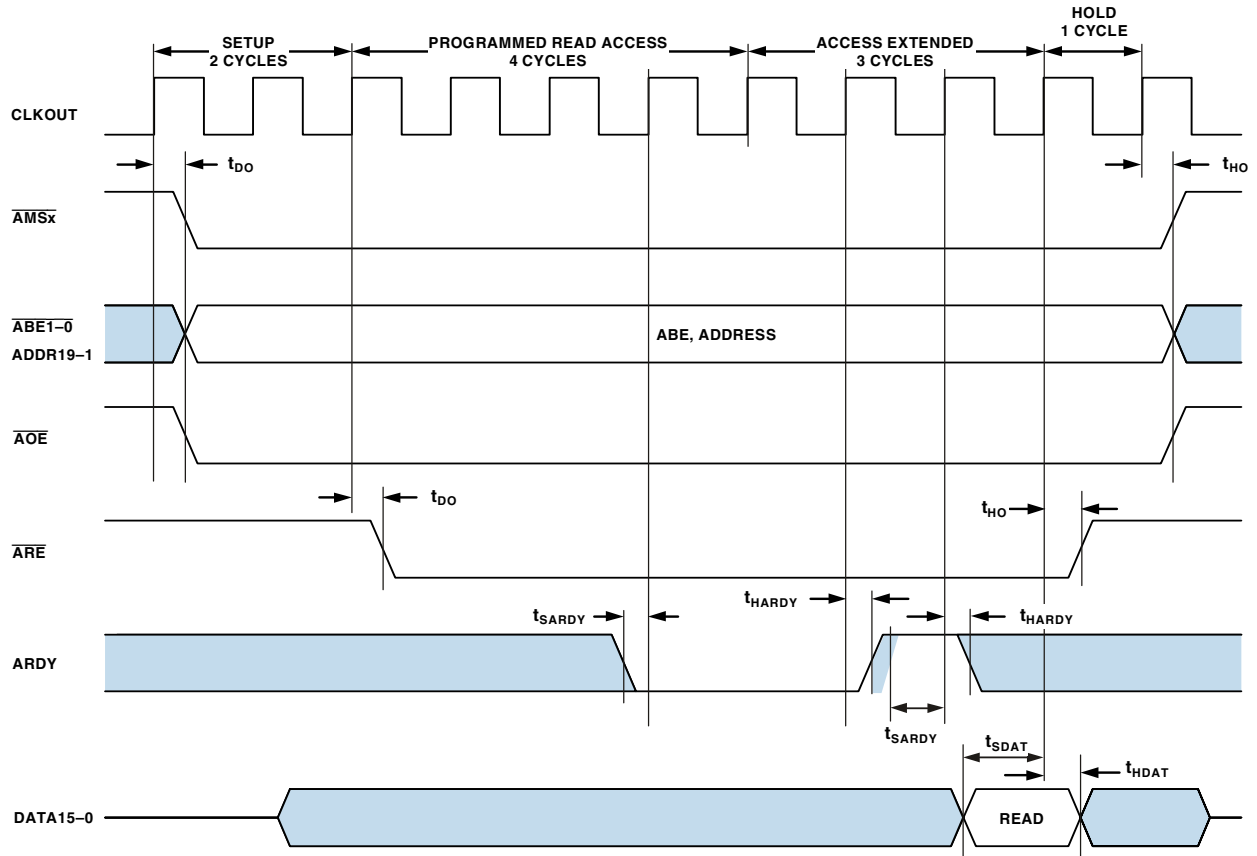 HOLD
1 CYCLE
SETUP
2 CYCLES
PROGRAMMED READ ACCESS
4 CYCLES
ACCESS EXTENDED
3 CYCLES
CLKOUT
tDO
tHO
AMSx
ABE1–0
ADDR19–1
ABE, ADDRESS
AOE
tDO
tHO
ARE
tSARDY
tHARDY
tHARDY
ARDY
tSARDY
tSDAT
tHDAT
DATA15–0
READ